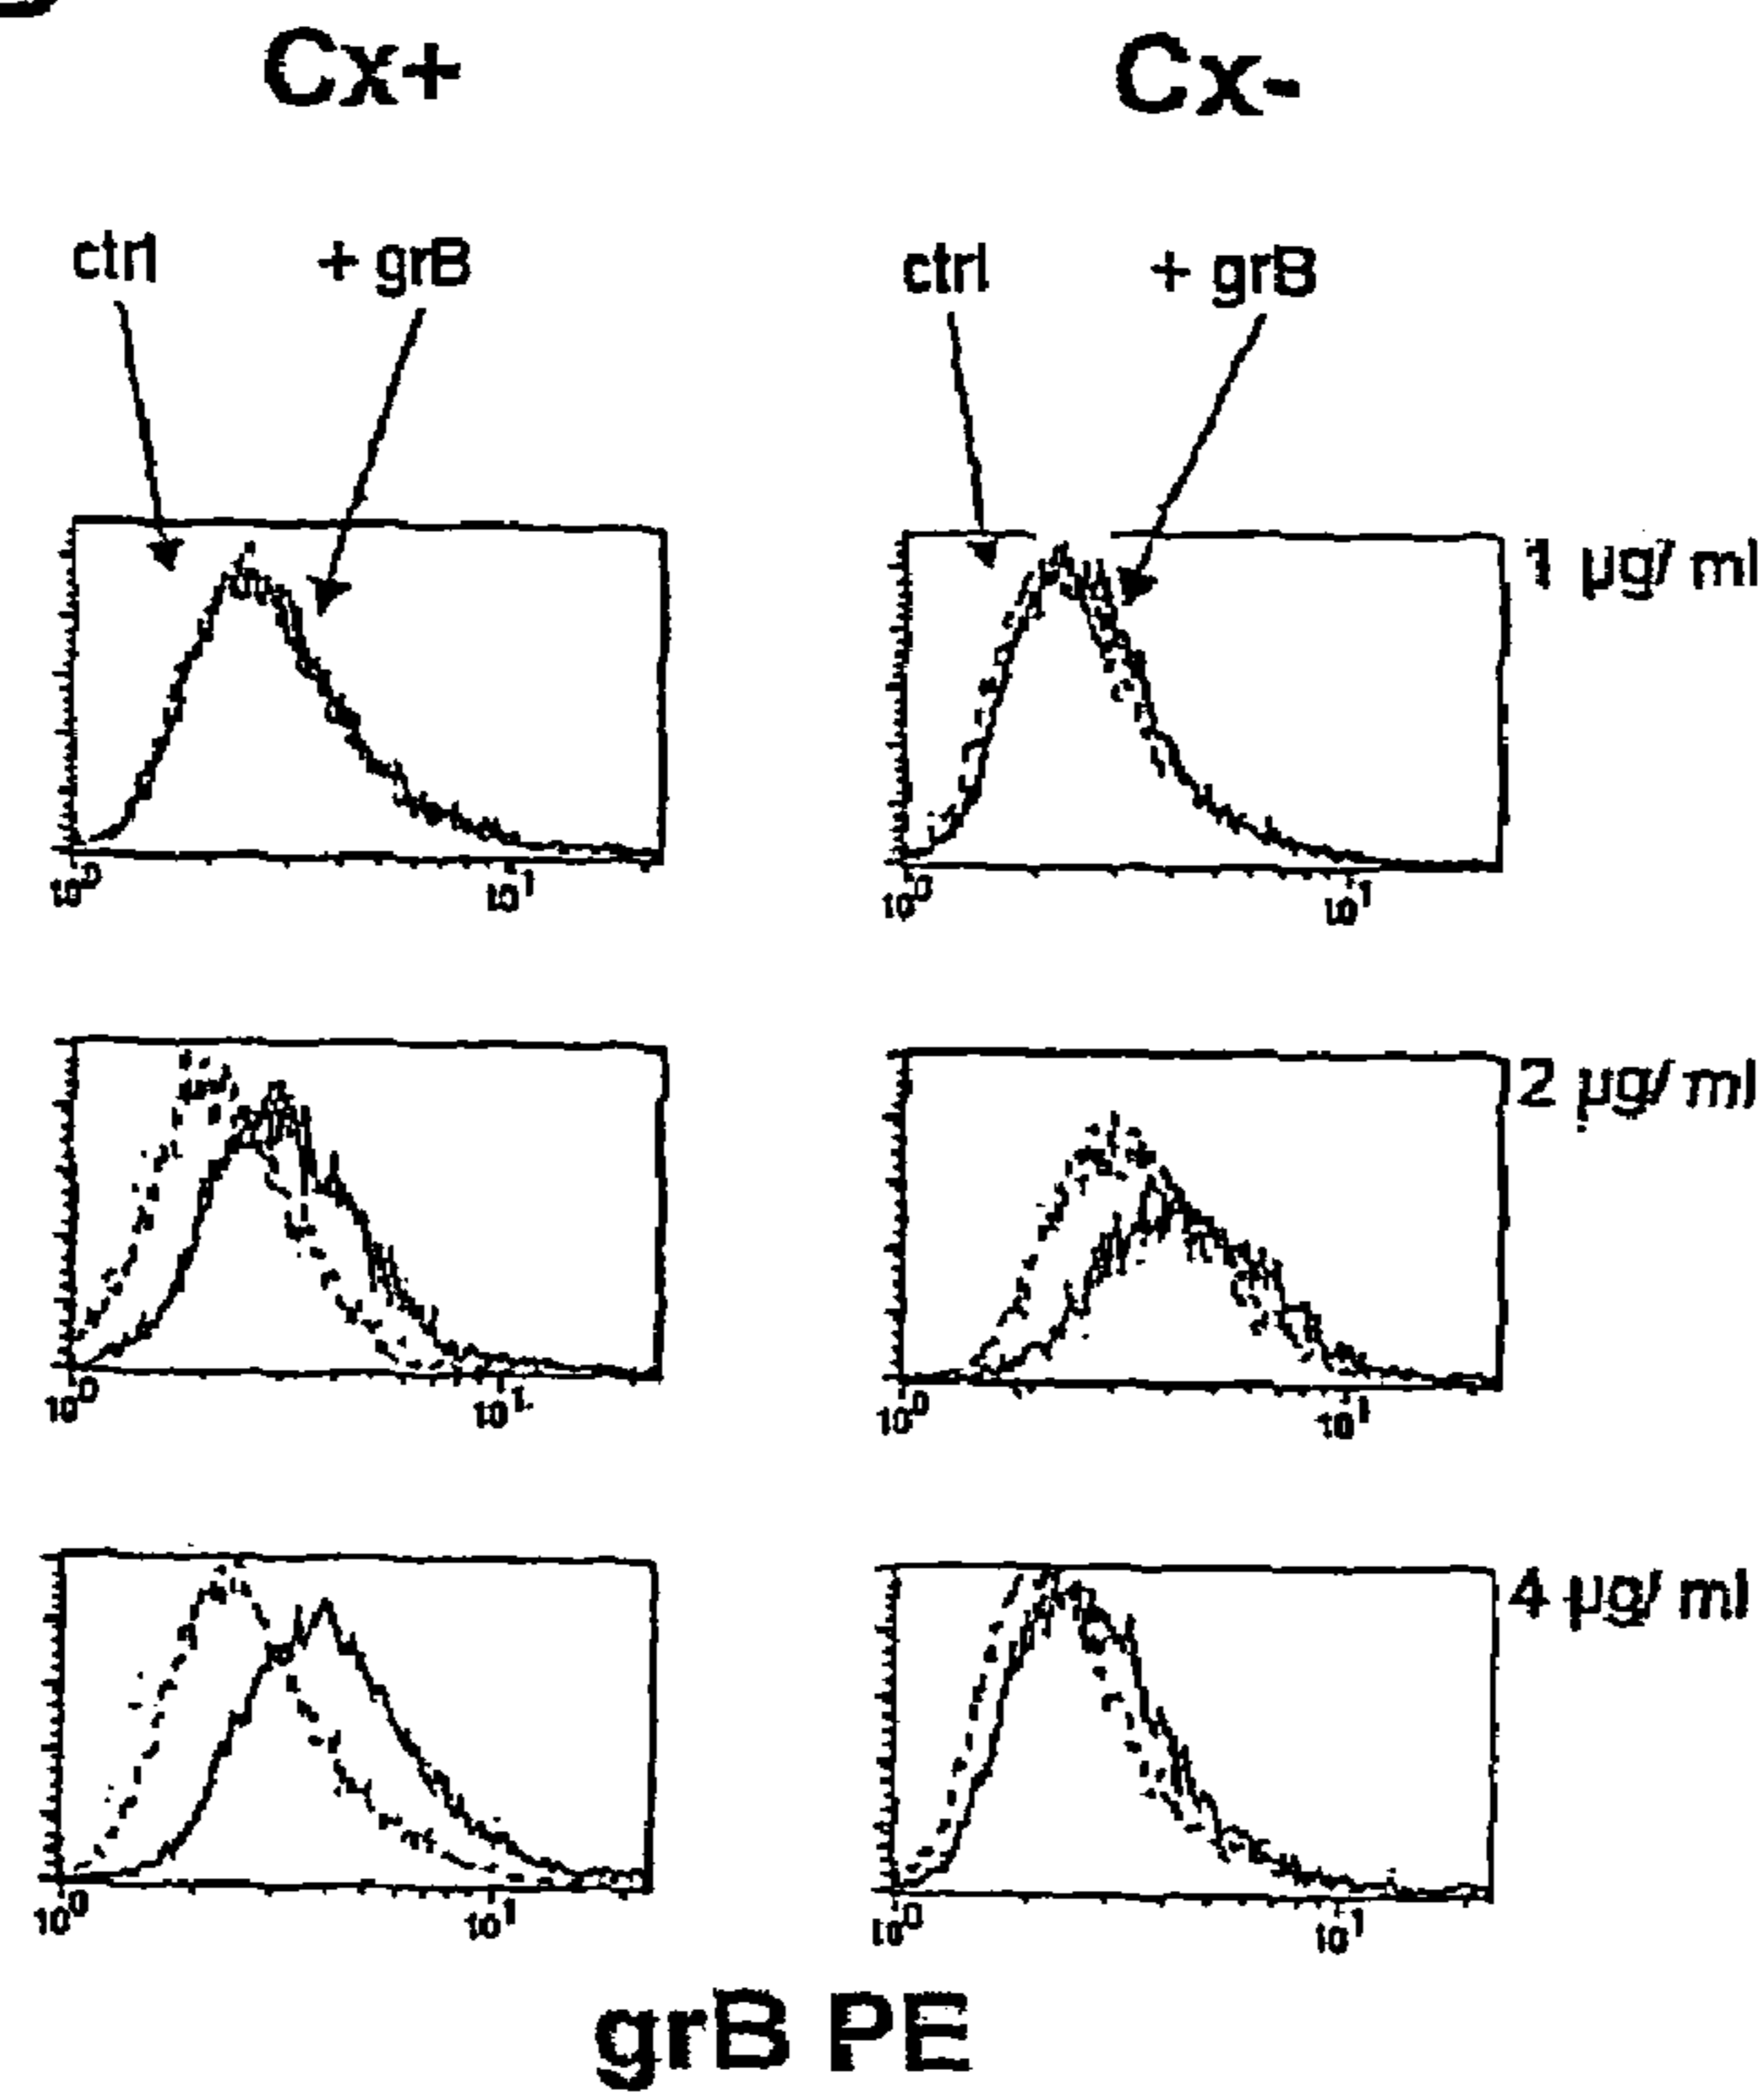 Cx+ Cx-
ctrl + grB ctrl + grB
1 µg/ ml
10⁰ 10¹ 10⁰ 10¹
2 µg/ ml
10⁰ 10¹ 10⁰ 10¹
4 µg/ ml
10⁰ 10¹ 10⁰ 10¹
grB PE